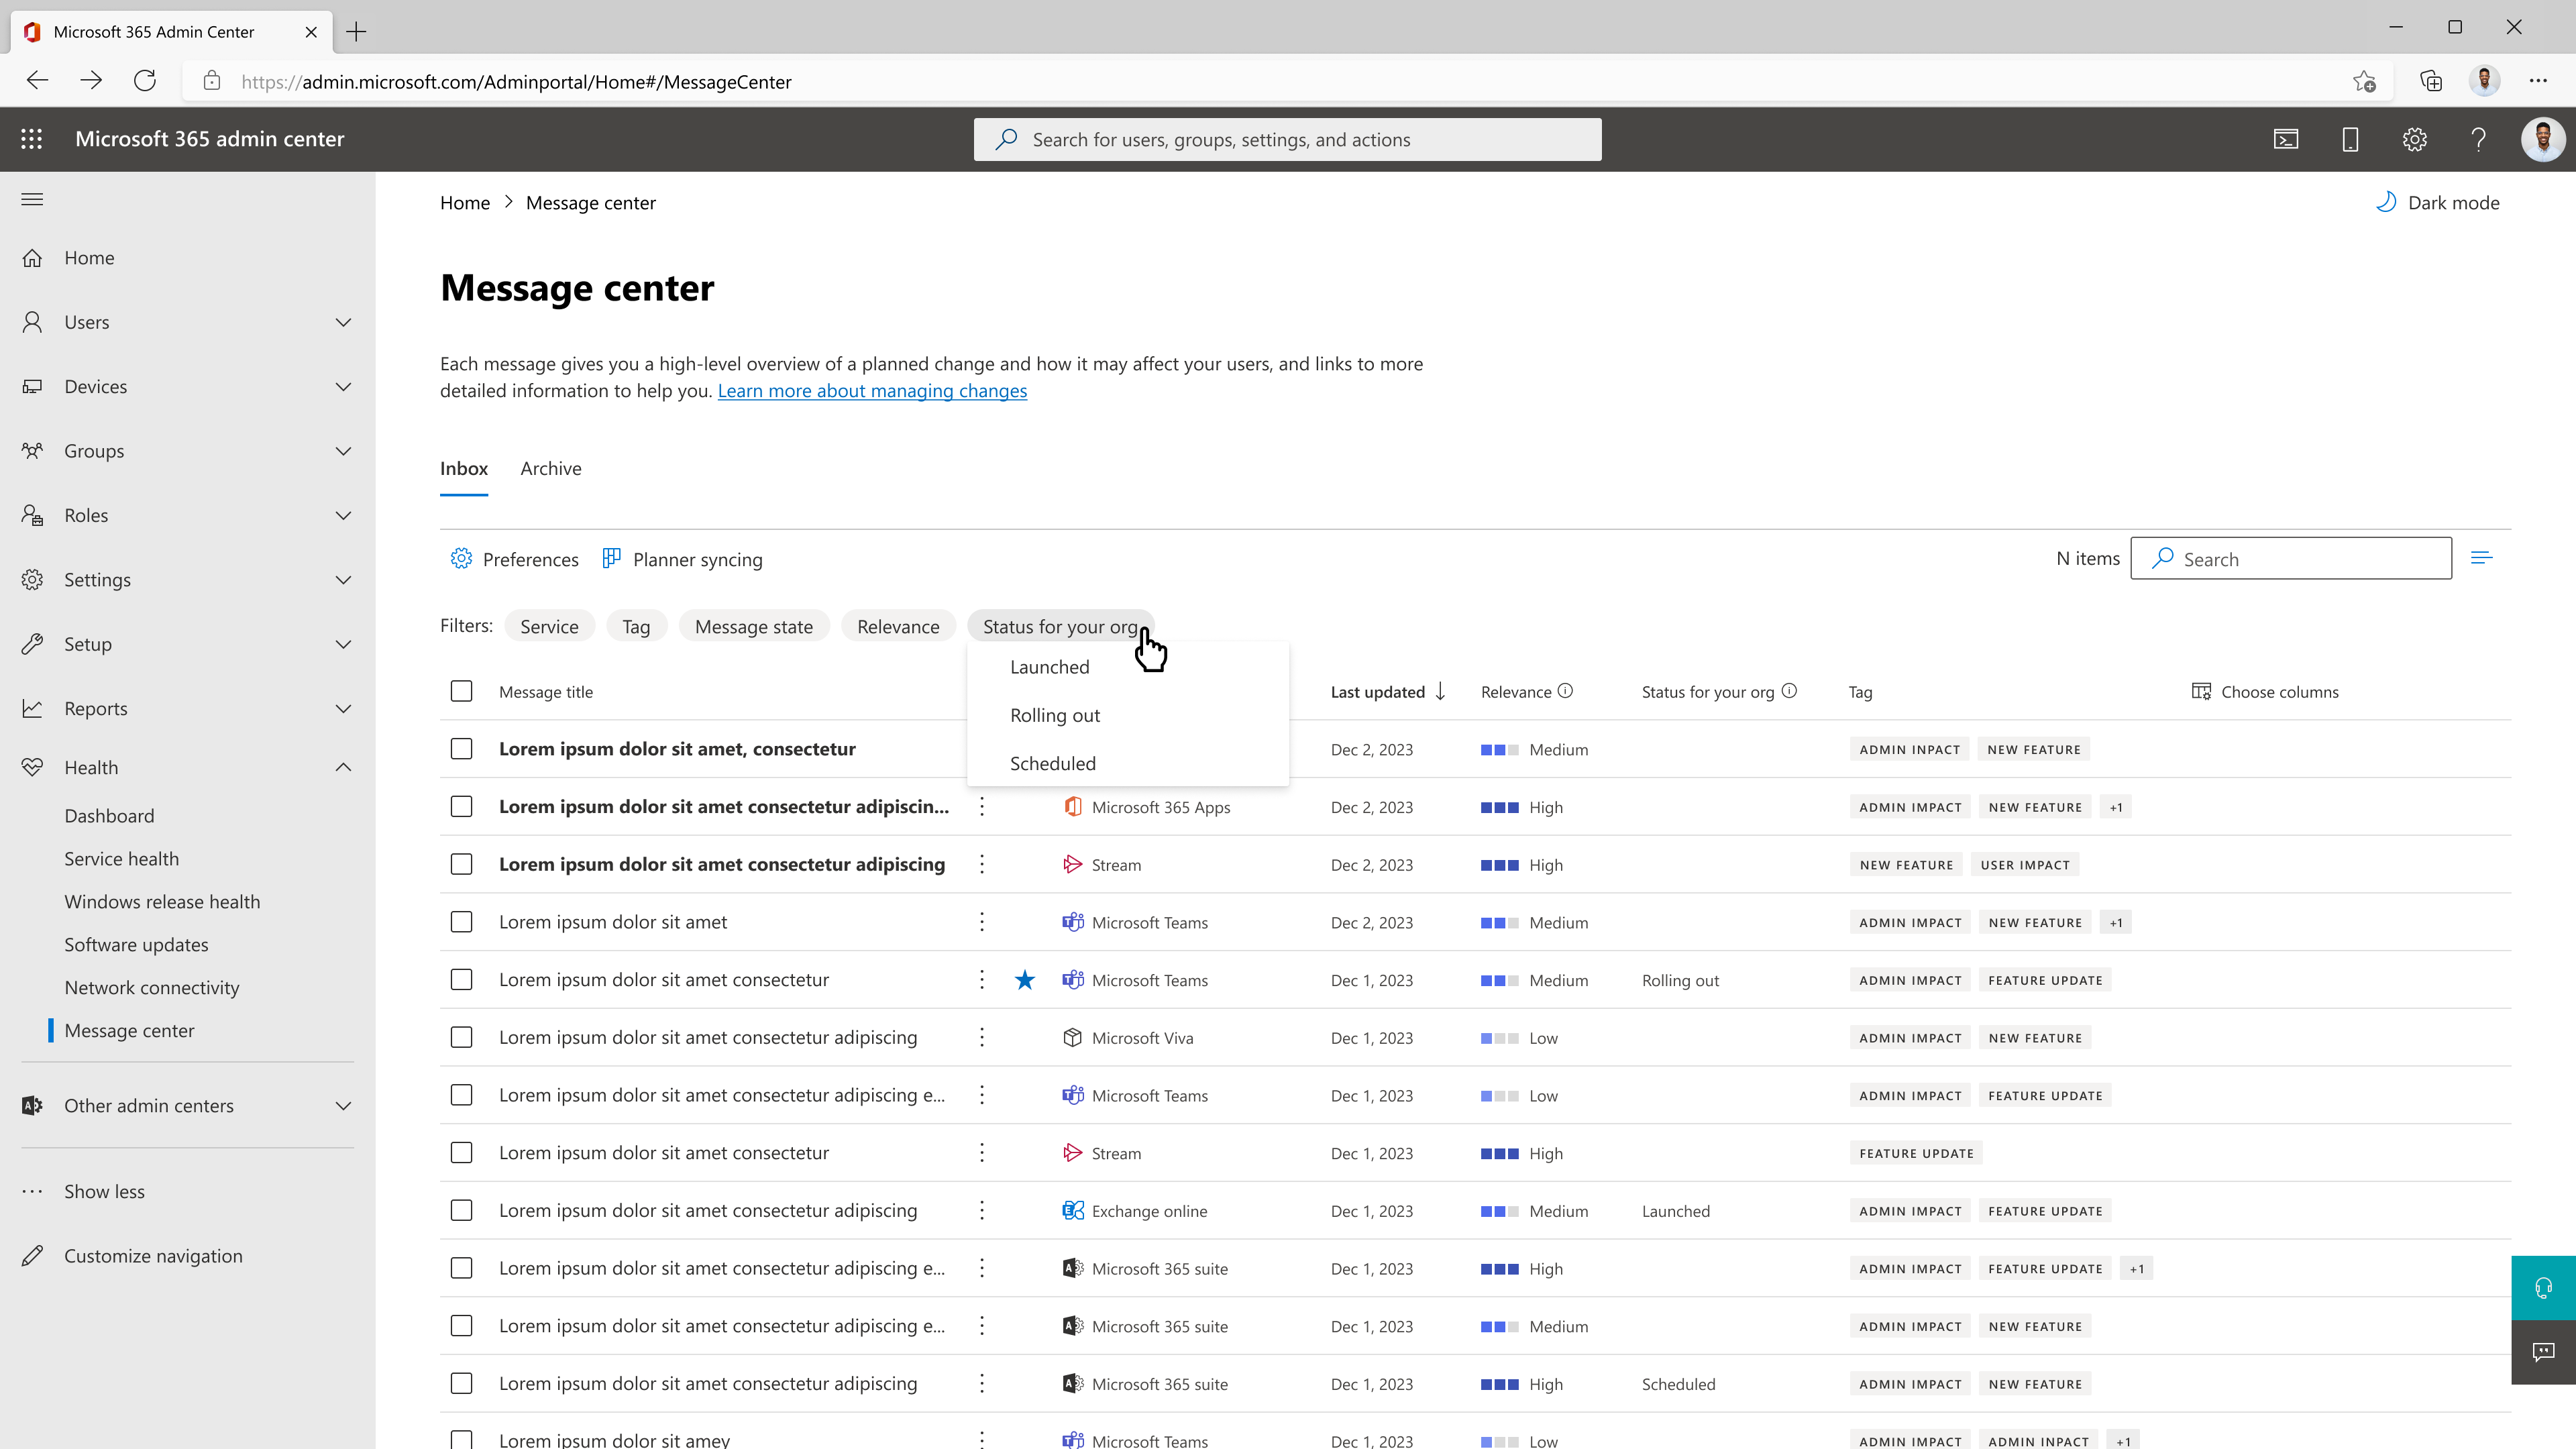 Microsoft 365 Admin Center
https://admin.microsoft.com/Adminportal/Home#/MessageCenter
Microsoft 365 admin center
Search for users, groups, settings, and actions
Home
Users
Devices
Groups
Roles
Settings
Setup
Reports
Health
Dashboard
Service health
Windows release health
Software updates
Network connectivity
Message center
Other admin centers
Show less
Customize navigation
Home > Message center
Dark mode
Message center
Each message gives you a high-level overview of a planned change and how it may affect your users, and links to more
detailed information to help you. Learn more about managing changes
Inbox Archive
Preferences Planner syncing N items Search
Filters: Service Tag Message state Relevance Status for your org
Launched
Rolling out
Scheduled
Message title Last updated Relevance Status for your org Tag Choose columns
Lorem ipsum dolor sit amet, consectetur Dec 2, 2023 Medium ADMIN INPACT NEW FEATURE
Lorem ipsum dolor sit amet consectetur adipiscin... Microsoft 365 Apps Dec 2, 2023 High ADMIN IMPACT NEW FEATURE +1
Lorem ipsum dolor sit amet consectetur adipiscing Stream Dec 2, 2023 High NEW FEATURE USER IMPACT
Lorem ipsum dolor sit amet Microsoft Teams Dec 2, 2023 Medium ADMIN IMPACT NEW FEATURE +1
Lorem ipsum dolor sit amet consectetur Microsoft Teams Dec 1, 2023 Medium Rolling out ADMIN IMPACT FEATURE UPDATE
Lorem ipsum dolor sit amet consectetur adipiscing Microsoft Viva Dec 1, 2023 Low ADMIN IMPACT NEW FEATURE
Lorem ipsum dolor sit amet consectetur adipiscing e... Microsoft Teams Dec 1, 2023 Low ADMIN IMPACT FEATURE UPDATE
Lorem ipsum dolor sit amet consectetur Stream Dec 1, 2023 High FEATURE UPDATE
Lorem ipsum dolor sit amet consectetur adipiscing Exchange online Dec 1, 2023 Medium Launched ADMIN IMPACT FEATURE UPDATE
Lorem ipsum dolor sit amet consectetur adipiscing e... Microsoft 365 suite Dec 1, 2023 High ADMIN IMPACT FEATURE UPDATE +1
Lorem ipsum dolor sit amet consectetur adipiscing e... Microsoft 365 suite Dec 1, 2023 Medium ADMIN IMPACT NEW FEATURE
Lorem ipsum dolor sit amet consectetur adipiscing Microsoft 365 suite Dec 1, 2023 High Scheduled ADMIN IMPACT NEW FEATURE
Lorem ipsum dolor sit amey Microsoft Teams Dec 1, 2023 Low ADMIN IMPACT ADMIN INPACT +1